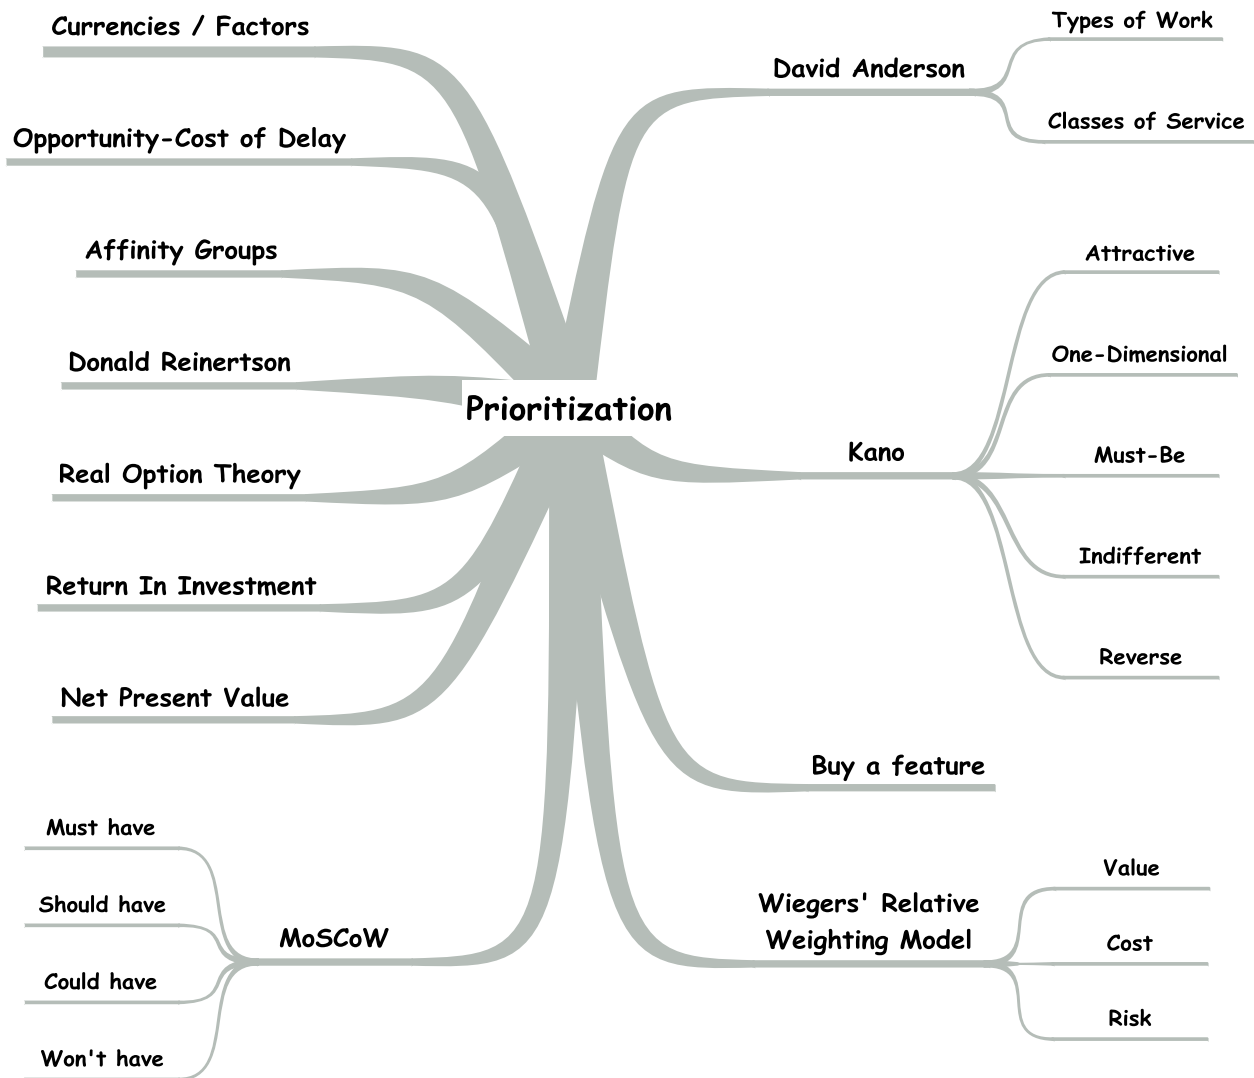 Currencies / Factors
Opportunity-Cost of Delay
Affinity Groups
Donald Reinertson
Real Option Theory
Return In Investment
Net Present Value
MoSCoW
Must have
Should have
Could have
Won't have
Prioritization
David Anderson
Types of Work
Classes of Service
Kano
Attractive
One-Dimensional
Must-Be
Indifferent
Reverse
Buy a feature
Wiegers' Relative
Weighting Model
Value
Cost
Risk